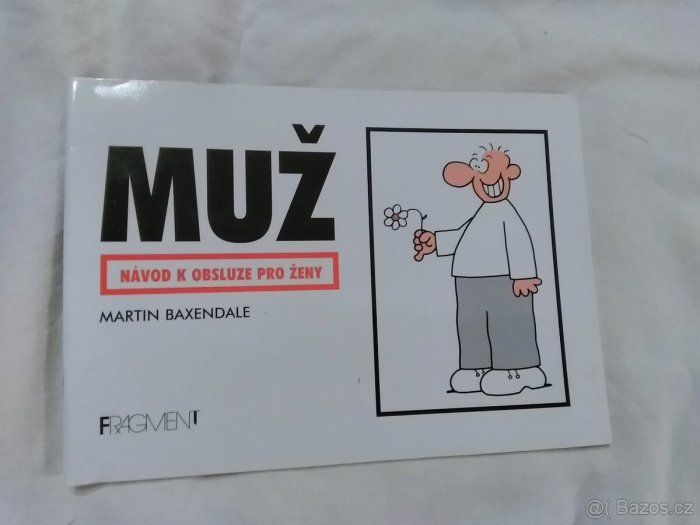 MUŽ
NÁVOD K OBSLUZE PRO ŽENY
MARTIN BAXENDALE
FRAGMENT
@( Bazos.cz